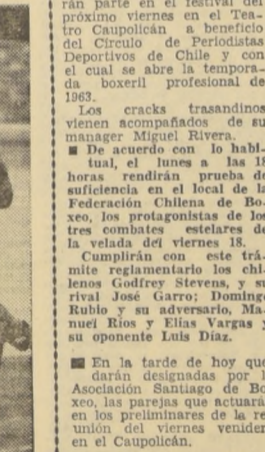 rán parte en el festival del
próximo viernes en el Tea-
tro Caupolicán a beneficio
del Círculo de Periodistas
Deportivos de Chile y con
el cual se abre la tempora-
da boxeril profesional de
1963.
Los cracks trasandinos
vienen acompañados de su
manager Miguel Rivera.
■ De acuerdo con lo habi-
tual, el lunes a las 18
horas rendirán prueba de
suficiencia en el local de la
Federación Chilena de Bo-
xeo, los protagonistas de los
tres combates estelares de
la velada del viernes 18.
Cumplirán con este trá-
mite reglamentario los chi-
lenos Godfrey Stevens, y su
rival José Garro; Domingo
Rubio y su adversario, Ma-
nuel Ríos y Elías Vargas y
su oponente Luis Díaz.
■ En la tarde de hoy que
darán designadas por l
Asociación Santiago de Bo
xeo, las parejas que actuará
en los preliminares de la re
unión del viernes venider
en el Caupolicán.